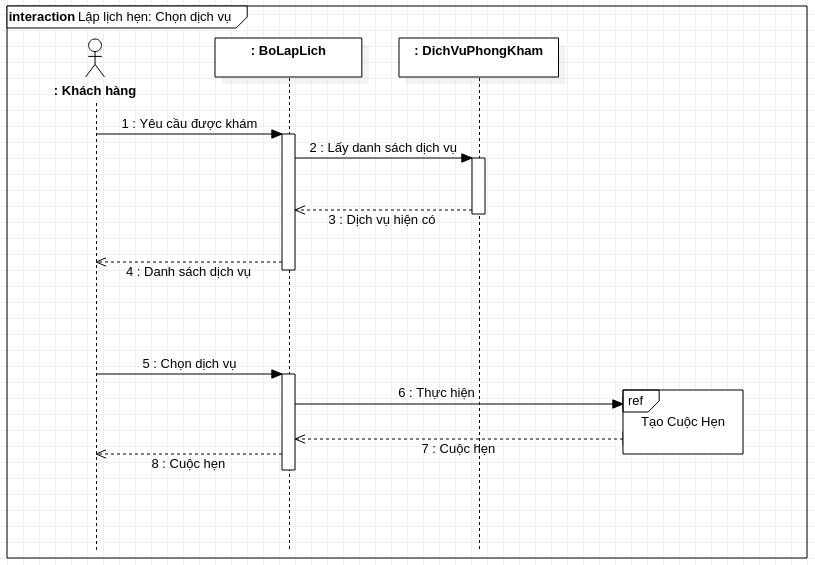 interaction Lập lịch hẹn: Chọn dịch vụ
: Khách hàng
: BoLapLich
: DichVuPhongKham
1 : Yêu cầu được khám
2 : Lấy danh sách dịch vụ
3 : Dịch vụ hiện có
4 : Danh sách dịch vụ
5 : Chọn dịch vụ
6 : Thực hiện
ref
Tạo Cuộc Hẹn
7 : Cuộc hẹn
8 : Cuộc hẹn